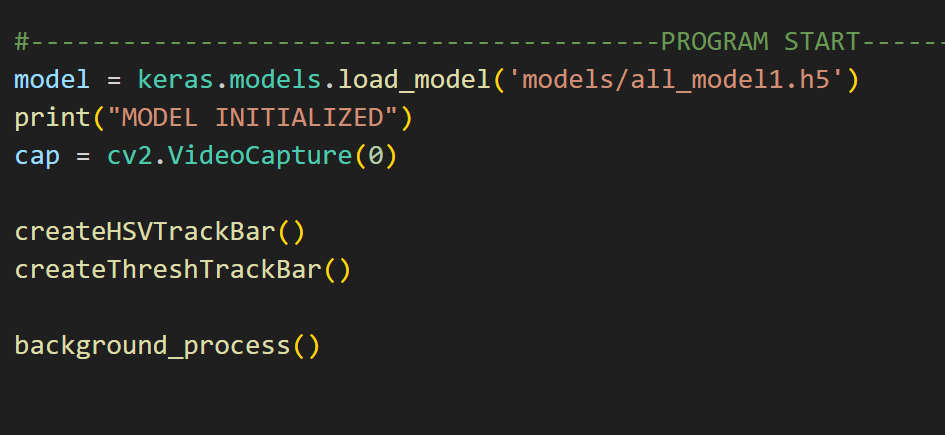 #-----------------------------------------PROGRAM START------
model = keras.models.load_model('models/all_model1.h5')
print("MODEL INITIALIZED")
cap = cv2.VideoCapture(0)
createHSVTrackBar()
createThreshTrackBar()
background_process()